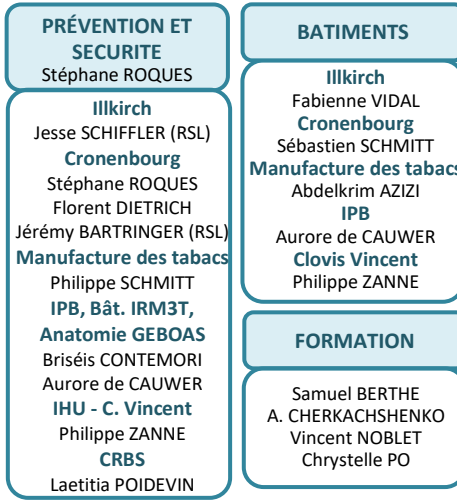 PRÉVENTION ET
SECURITE
Stéphane ROQUES
Illkirch
Jesse SCHIFFLER (RSL)
Cronenbourg
Stéphane ROQUES
Florent DIETRICH
Jérémy BARTRINGER (RSL)
Manufacture des tabacs
Philippe SCHMITT
IPB, Bât. IRM3T,
Anatomie GEBOAS
Briséis CONTEMORI
Aurore de CAUWER
IHU - C. Vincent
Philippe ZANNE
CRBS
Laetitia POIDEVIN
BATIMENTS
Illkirch
Fabienne VIDAL
Cronenbourg
Sébastien SCHMITT
Manufacture des tabacs
Abdelkrim AZIZI
IPB
Aurore de CAUWER
Clovis Vincent
Philippe ZANNE
FORMATION
Samuel BERTHE
A. CHERKACHSHENKO
Vincent NOBLET
Chrystelle PO